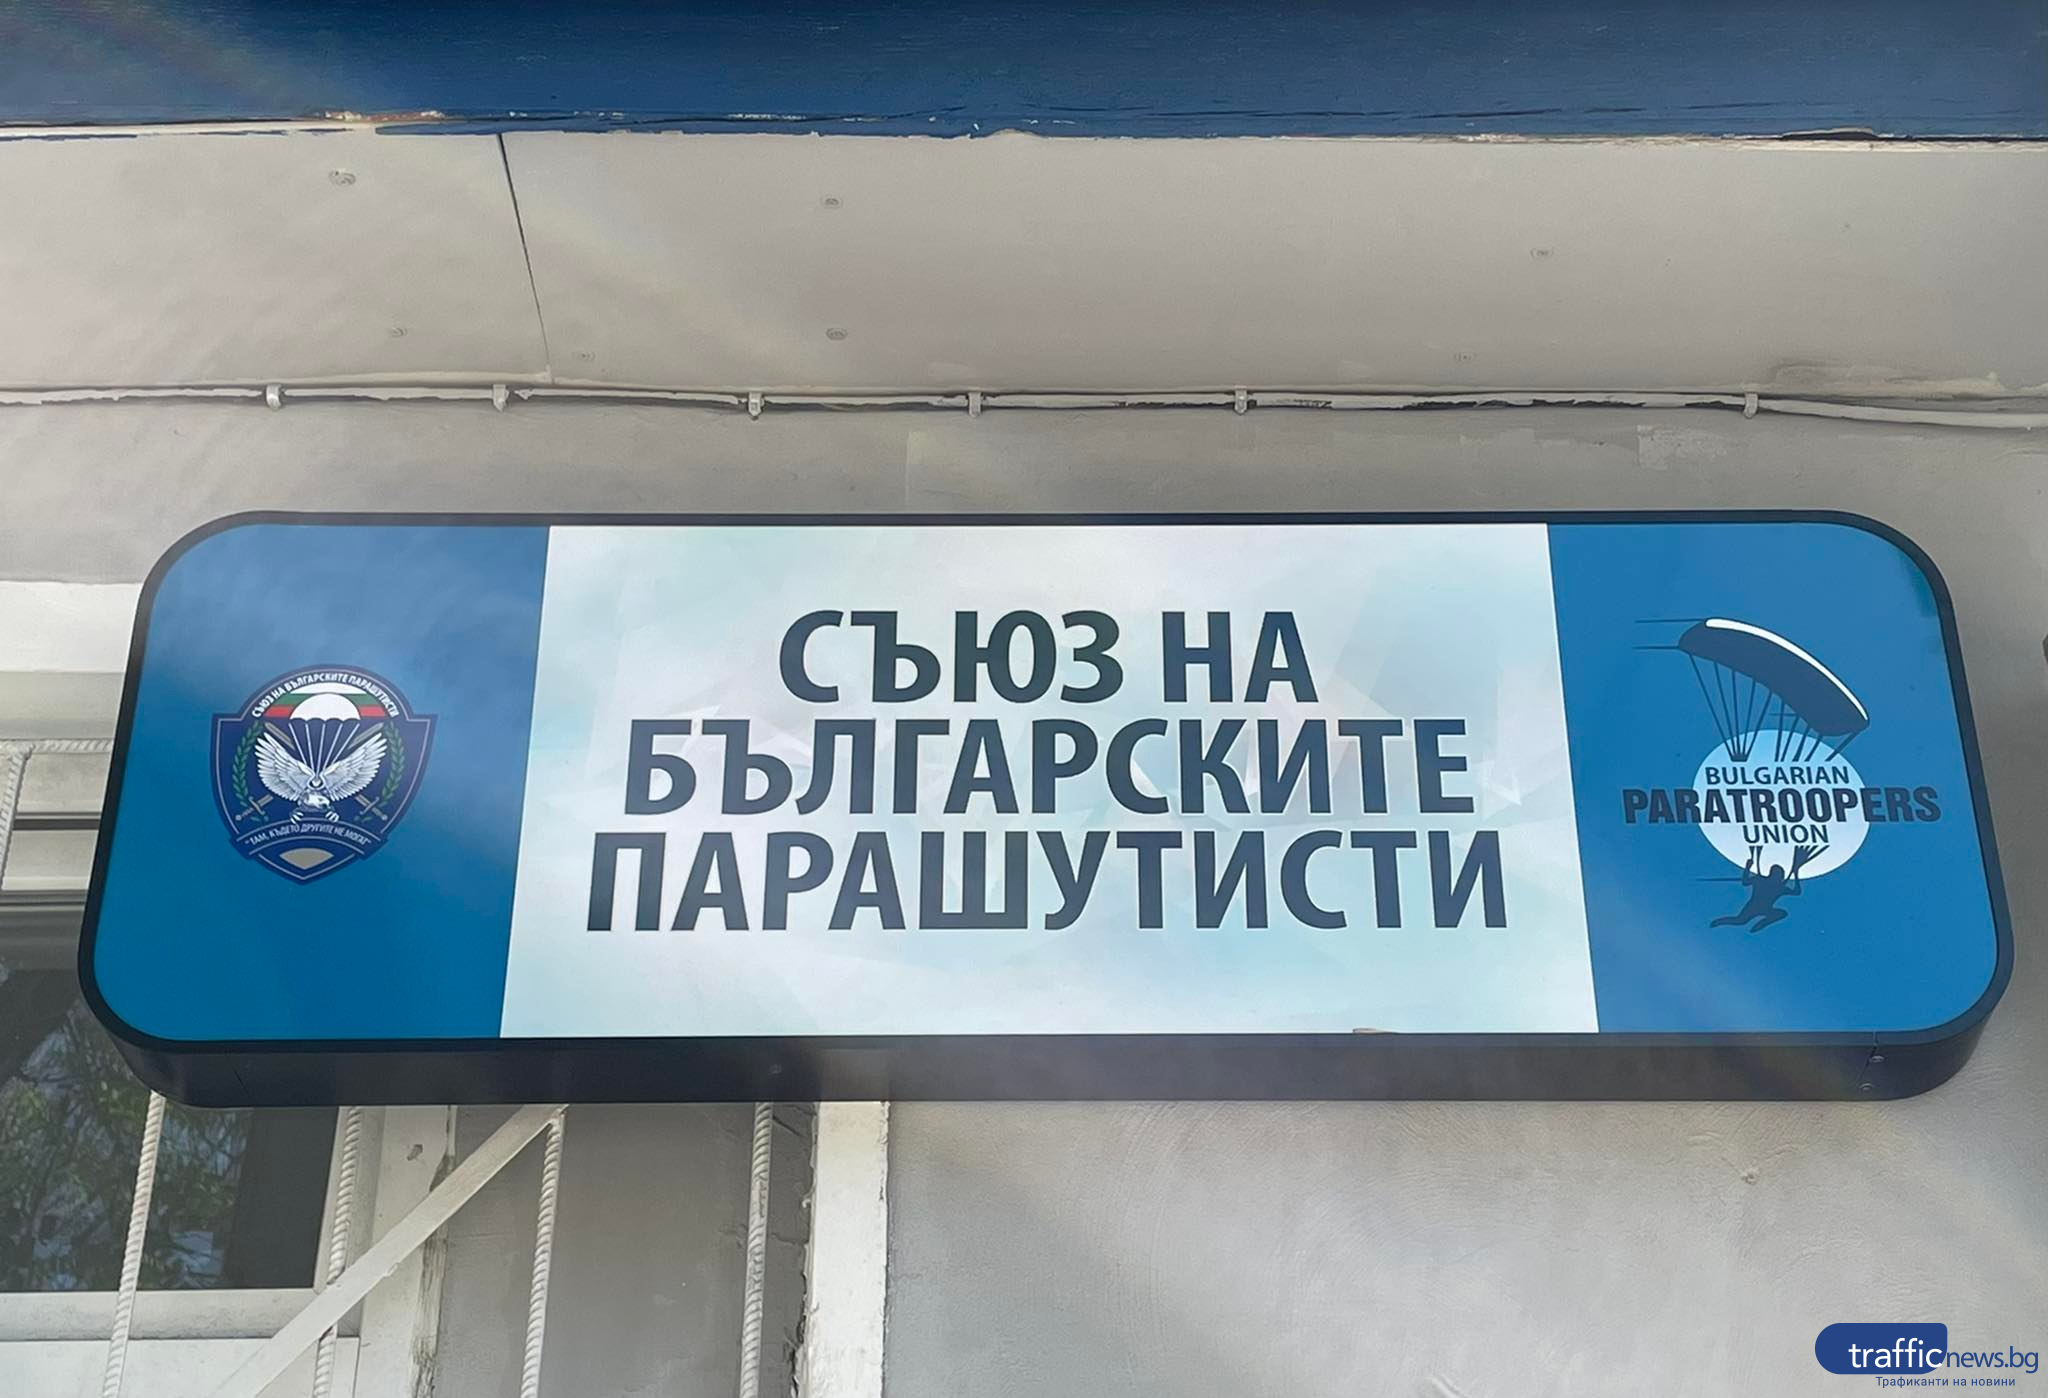 СЪЮЗ НА БЪЛГАРСКИТЕ ПАРАШУТИСТИ
"ТАМ, КЪДЕТО ДРУГИТЕ НЕ МОГАТ"
СЪЮЗ НА
БЪЛГАРСКИТЕ
ПАРАШУТИСТИ
BULGARIAN
PARATROOPERS
UNION
trafficnews.bg
Трафиканти на новини